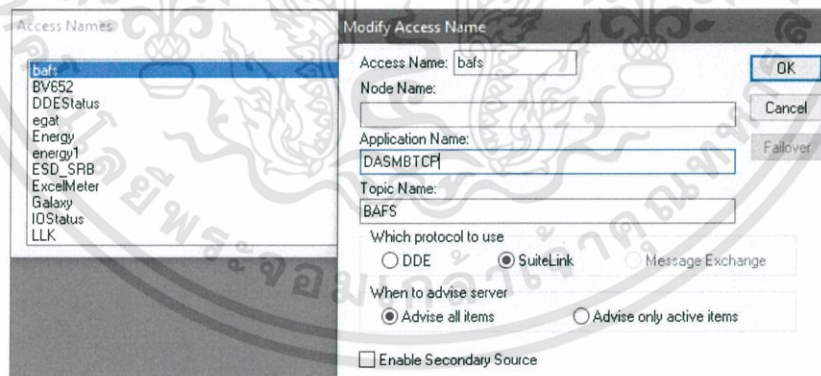 Access Names
bafs
BV652
DDEStatus
egat
Energy
energy1
ESD_SRB
ExcelMeter
Galaxy
IOStatus
LLK
Modify Access Name
Access Name: bafs
OK
Node Name:
Cancel
Application Name:
Failover
DASMBTCP
Topic Name:
BAFS
Which protocol to use
DDE
SuiteLink
Message Exchange
When to advise server
Advise all items
Advise only active items
Enable Secondary Source